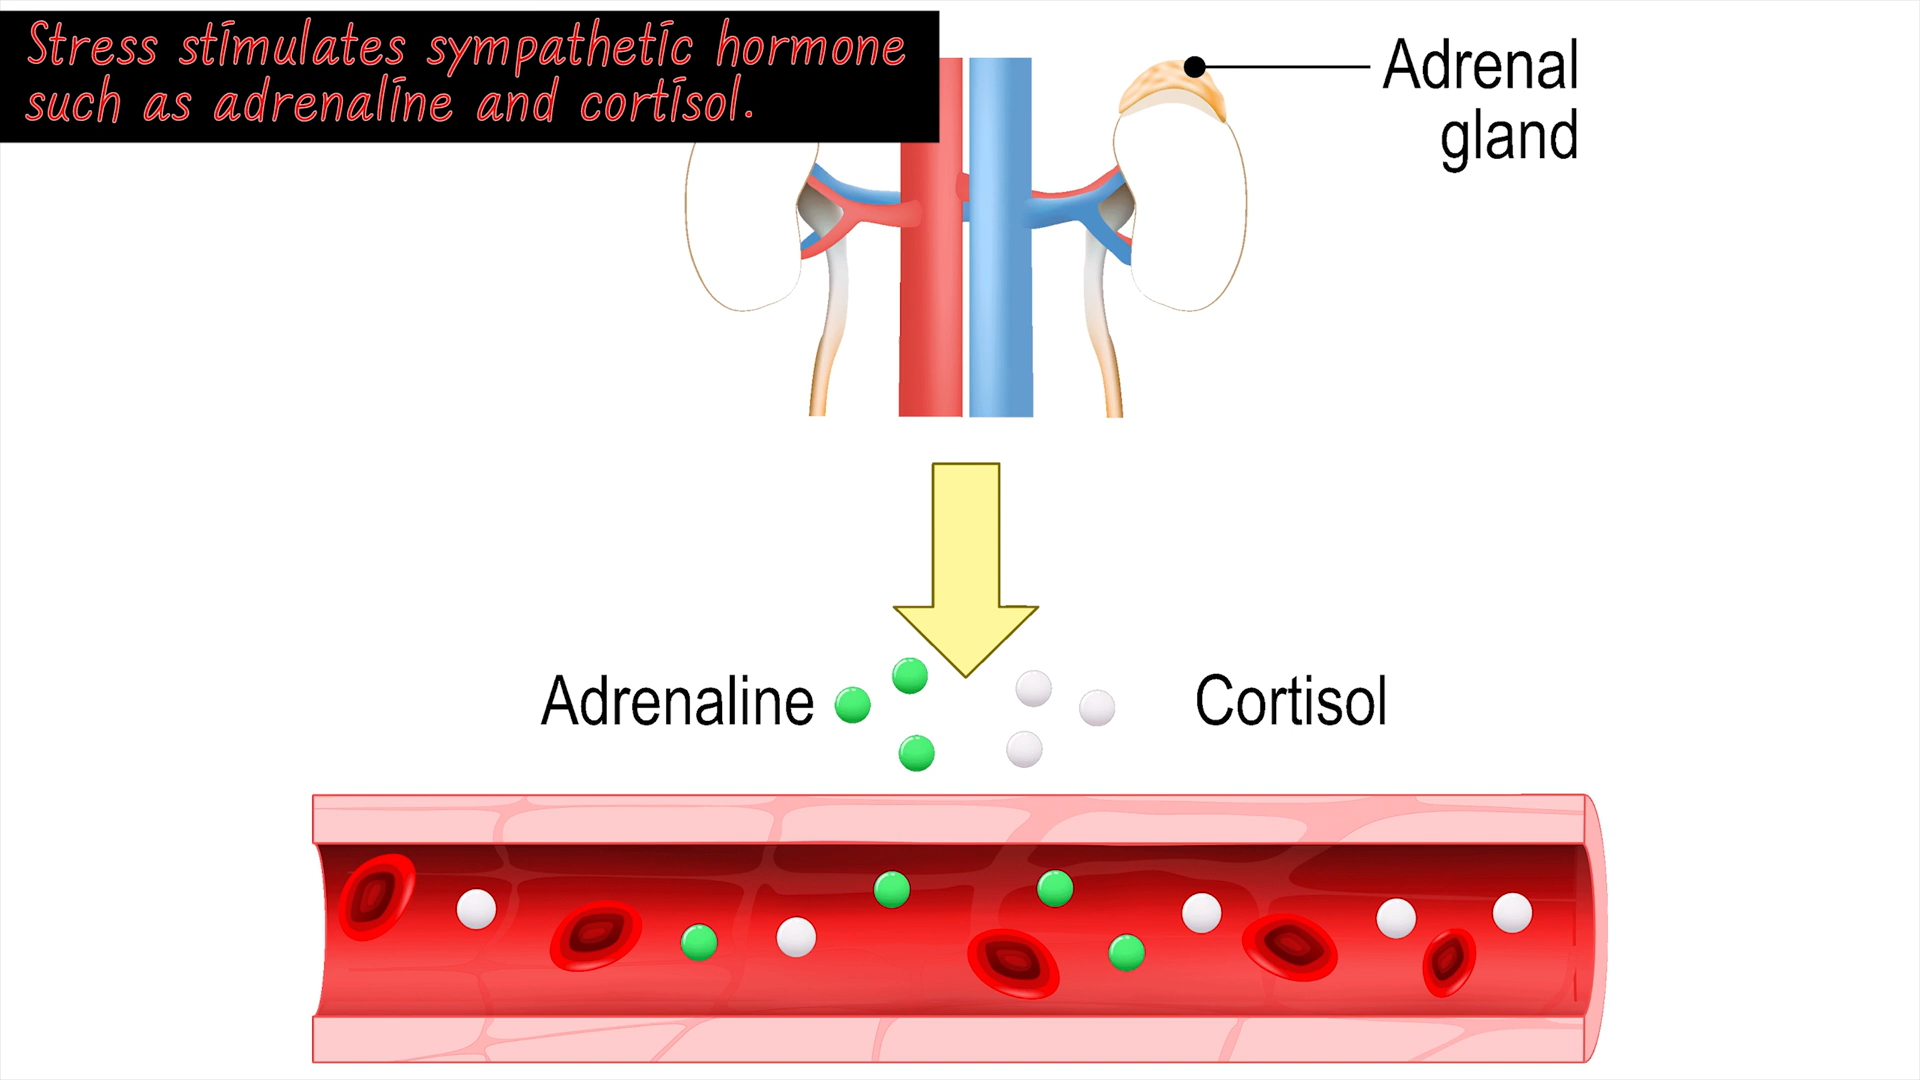 Stress stimulates sympathetic hormone
such as adrenaline and cortisol.
Adrenal
gland
Adrenaline
Cortisol